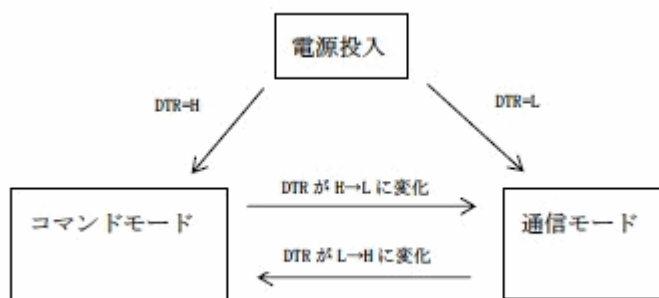 電源投入
DTR=H
DTR=L
DTR が H→L に変化
コマンドモード
通信モード
DTR が L→H に変化